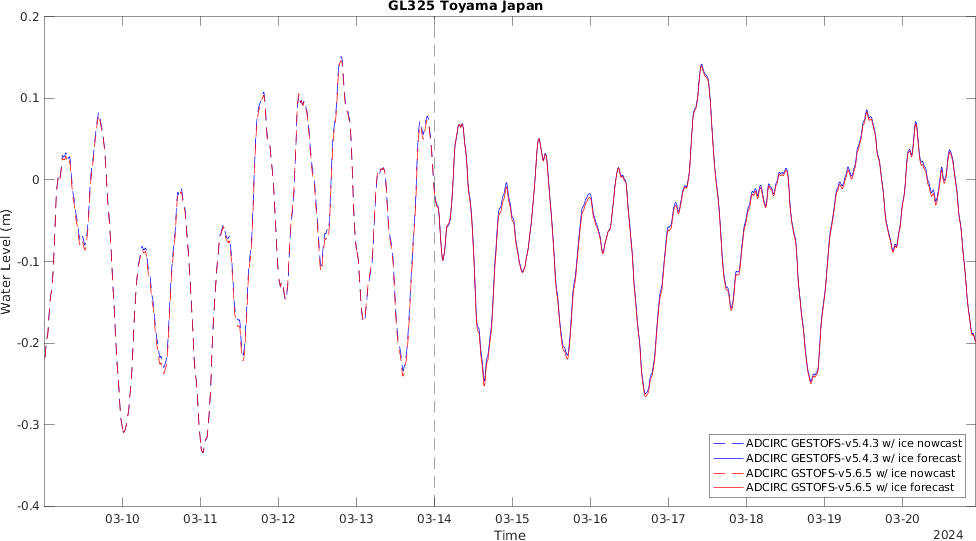 GL325 Toyama Japan
0.2
0.1
0
-0.1
-0.2
-0.3
-0.4
Water Level (m)
ADCIRC GESTOFS-v5.4.3 w/ ice nowcast
ADCIRC GESTOFS-v5.4.3 w/ ice forecast
ADCIRC GSTOFS-v5.6.5 w/ ice nowcast
ADCIRC GSTOFS-v5.6.5 w/ ice forecast
03-10 03-11 03-12 03-13 03-14 03-15 03-16 03-17 03-18 03-19 03-20
Time
2024